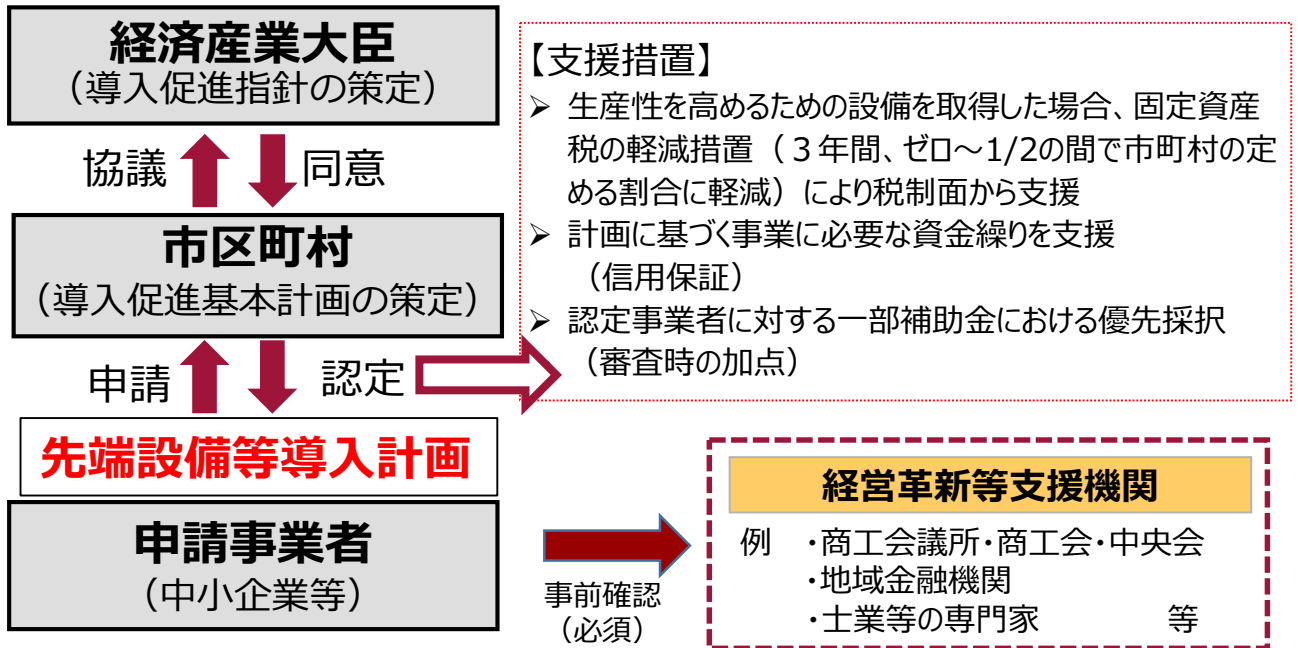 経済産業大臣
（導入促進指針の策定）
協議
同意
市区町村
（導入促進基本計画の策定）
申請
認定
先端設備等導入計画
申請事業者
（中小企業等）
【支援措置】
➢ 生産性を高めるための設備を取得した場合、固定資産
税の軽減措置（３年間、ゼロ～1/2の間で市町村の定
める割合に軽減）により税制面から支援
➢ 計画に基づく事業に必要な資金繰りを支援
（信用保証）
➢ 認定事業者に対する一部補助金における優先採択
（審査時の加点）
事前確認
（必須）
経営革新等支援機関
例 ・商工会議所・商工会・中央会
・地域金融機関
・士業等の専門家 等